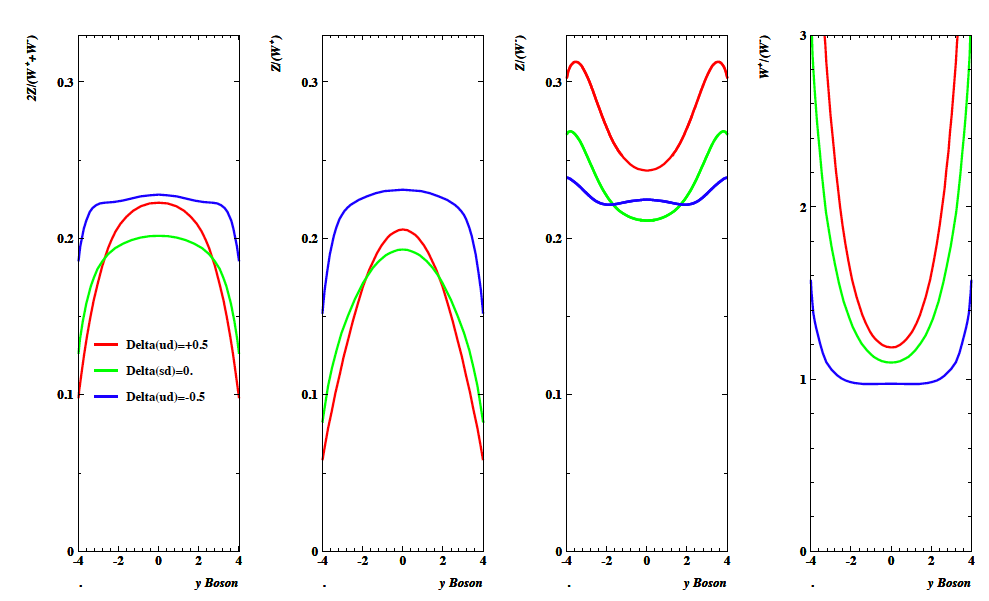 2Z/(W⁺+W⁻)
0.3
0.2
0.1
0
Delta(ud)=+0.5
Delta(sd)=0.
Delta(ud)=-0.5
-4 -2 0 2 4
. y Boson
Z/(W⁺)
0.3
0.2
0.1
0
-4 -2 0 2 4
. y Boson
Z/(W⁻)
0.3
0.2
0.1
0
-4 -2 0 2 4
. y Boson
W⁺/(W⁻)
3
2
1
0
-4 -2 0 2 4
. y Boson